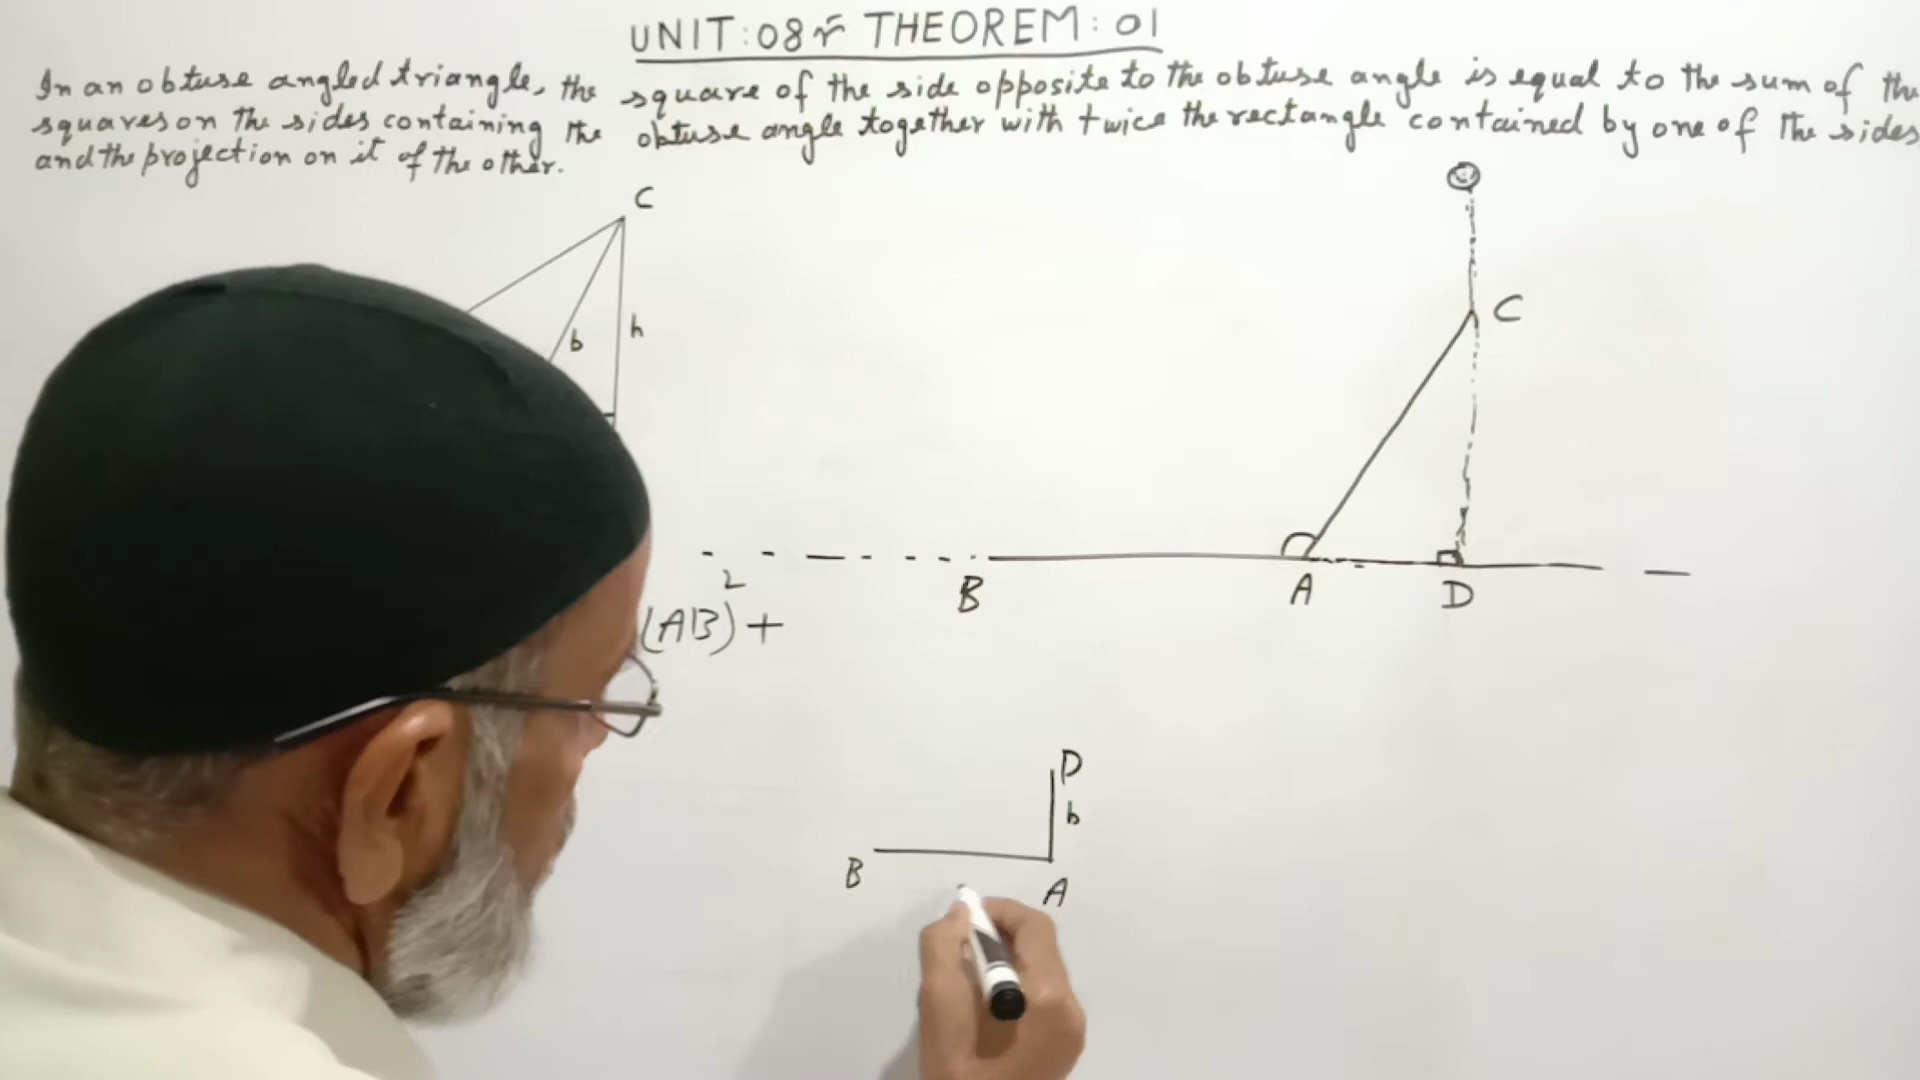 UNIT:08 THEOREM:01
In an obtuse angled triangle, the square of the side opposite to the obtuse angle is equal to the sum of the
squares on the sides containing the obtuse angle together with twice the rectangle contained by one of the sides
and the projection on it of the other.
C
b
h
C
B
A
D
(AB)² +
D
b
B
A